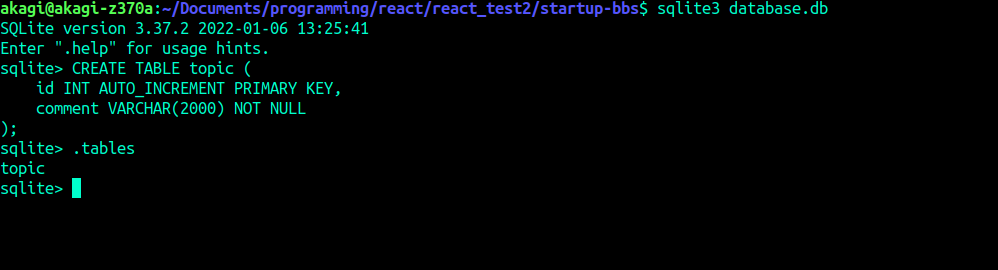 akagi@akagi-z370a:~/Documents/programming/react/react_test2/startup-bbs$ sqlite3 database.db
SQLite version 3.37.2 2022-01-06 13:25:41
Enter ".help" for usage hints.
sqlite> CREATE TABLE topic (
    id INT AUTO_INCREMENT PRIMARY KEY,
    comment VARCHAR(2000) NOT NULL
);
sqlite> .tables
topic
sqlite>